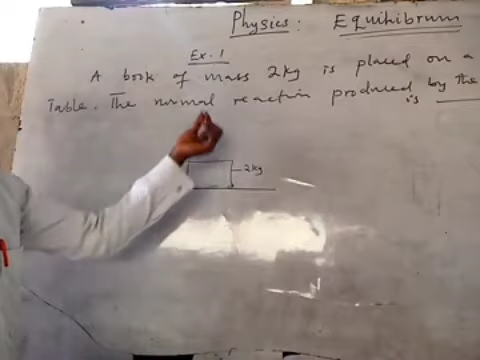 Physics: Equihibrum
Ex. 1
A book of mass 2kg is placed on a
Table. The normal reaction produced by the
is
2kg